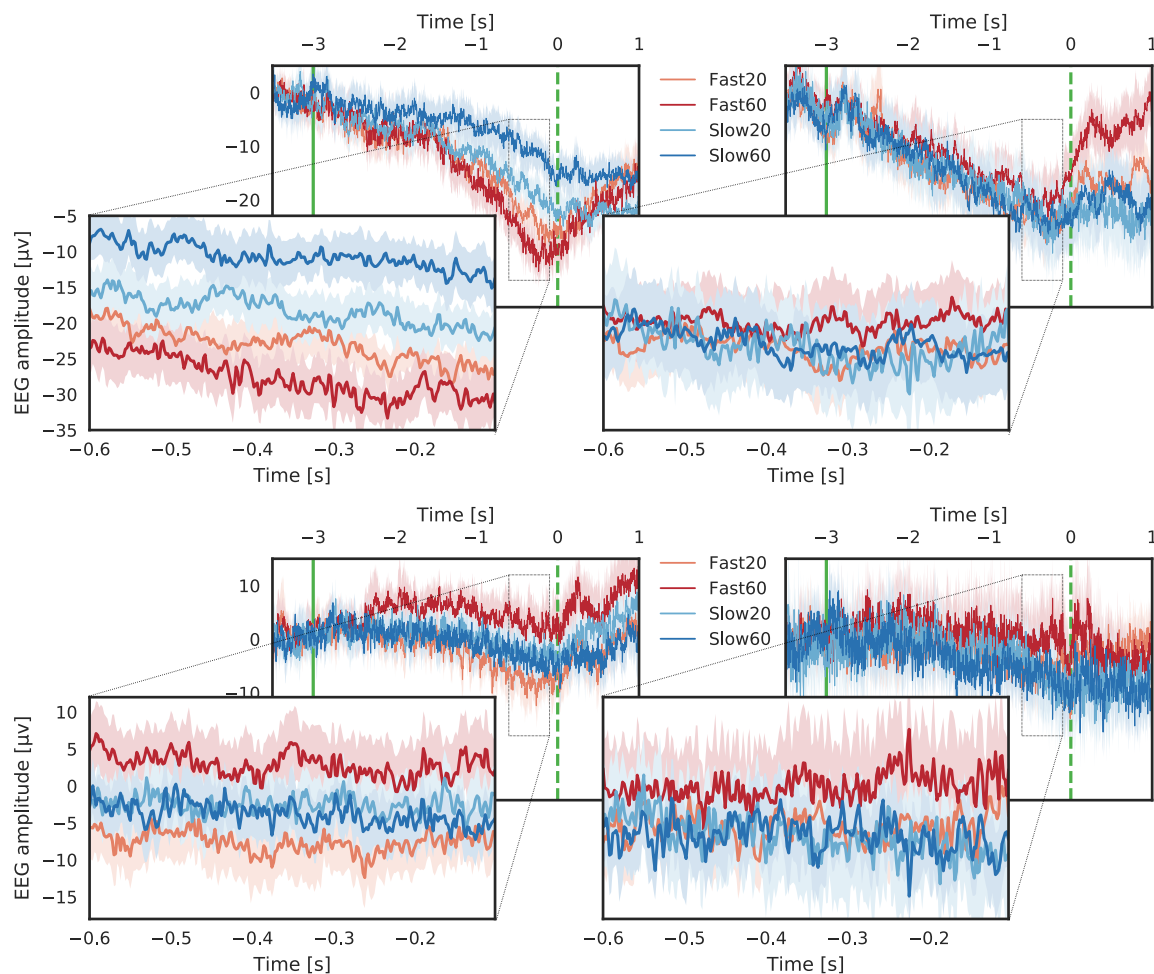 Time [s]
Time [s]
−3 −2 −1 0 1
−3 −2 −1 0 1
0
−10
−20
Fast20
Fast60
Slow20
Slow60
EEG amplitude [μv]
−5
−10
−15
−20
−25
−30
−35
−0.6 −0.5 −0.4 −0.3 −0.2
Time [s]
−0.6 −0.5 −0.4 −0.3 −0.2
Time [s]
Time [s]
Time [s]
−3 −2 −1 0 1
−3 −2 −1 0 1
10
0
−10
Fast20
Fast60
Slow20
Slow60
EEG amplitude [μv]
10
5
0
−5
−10
−15
−0.6 −0.5 −0.4 −0.3 −0.2
Time [s]
−0.6 −0.5 −0.4 −0.3 −0.2
Time [s]